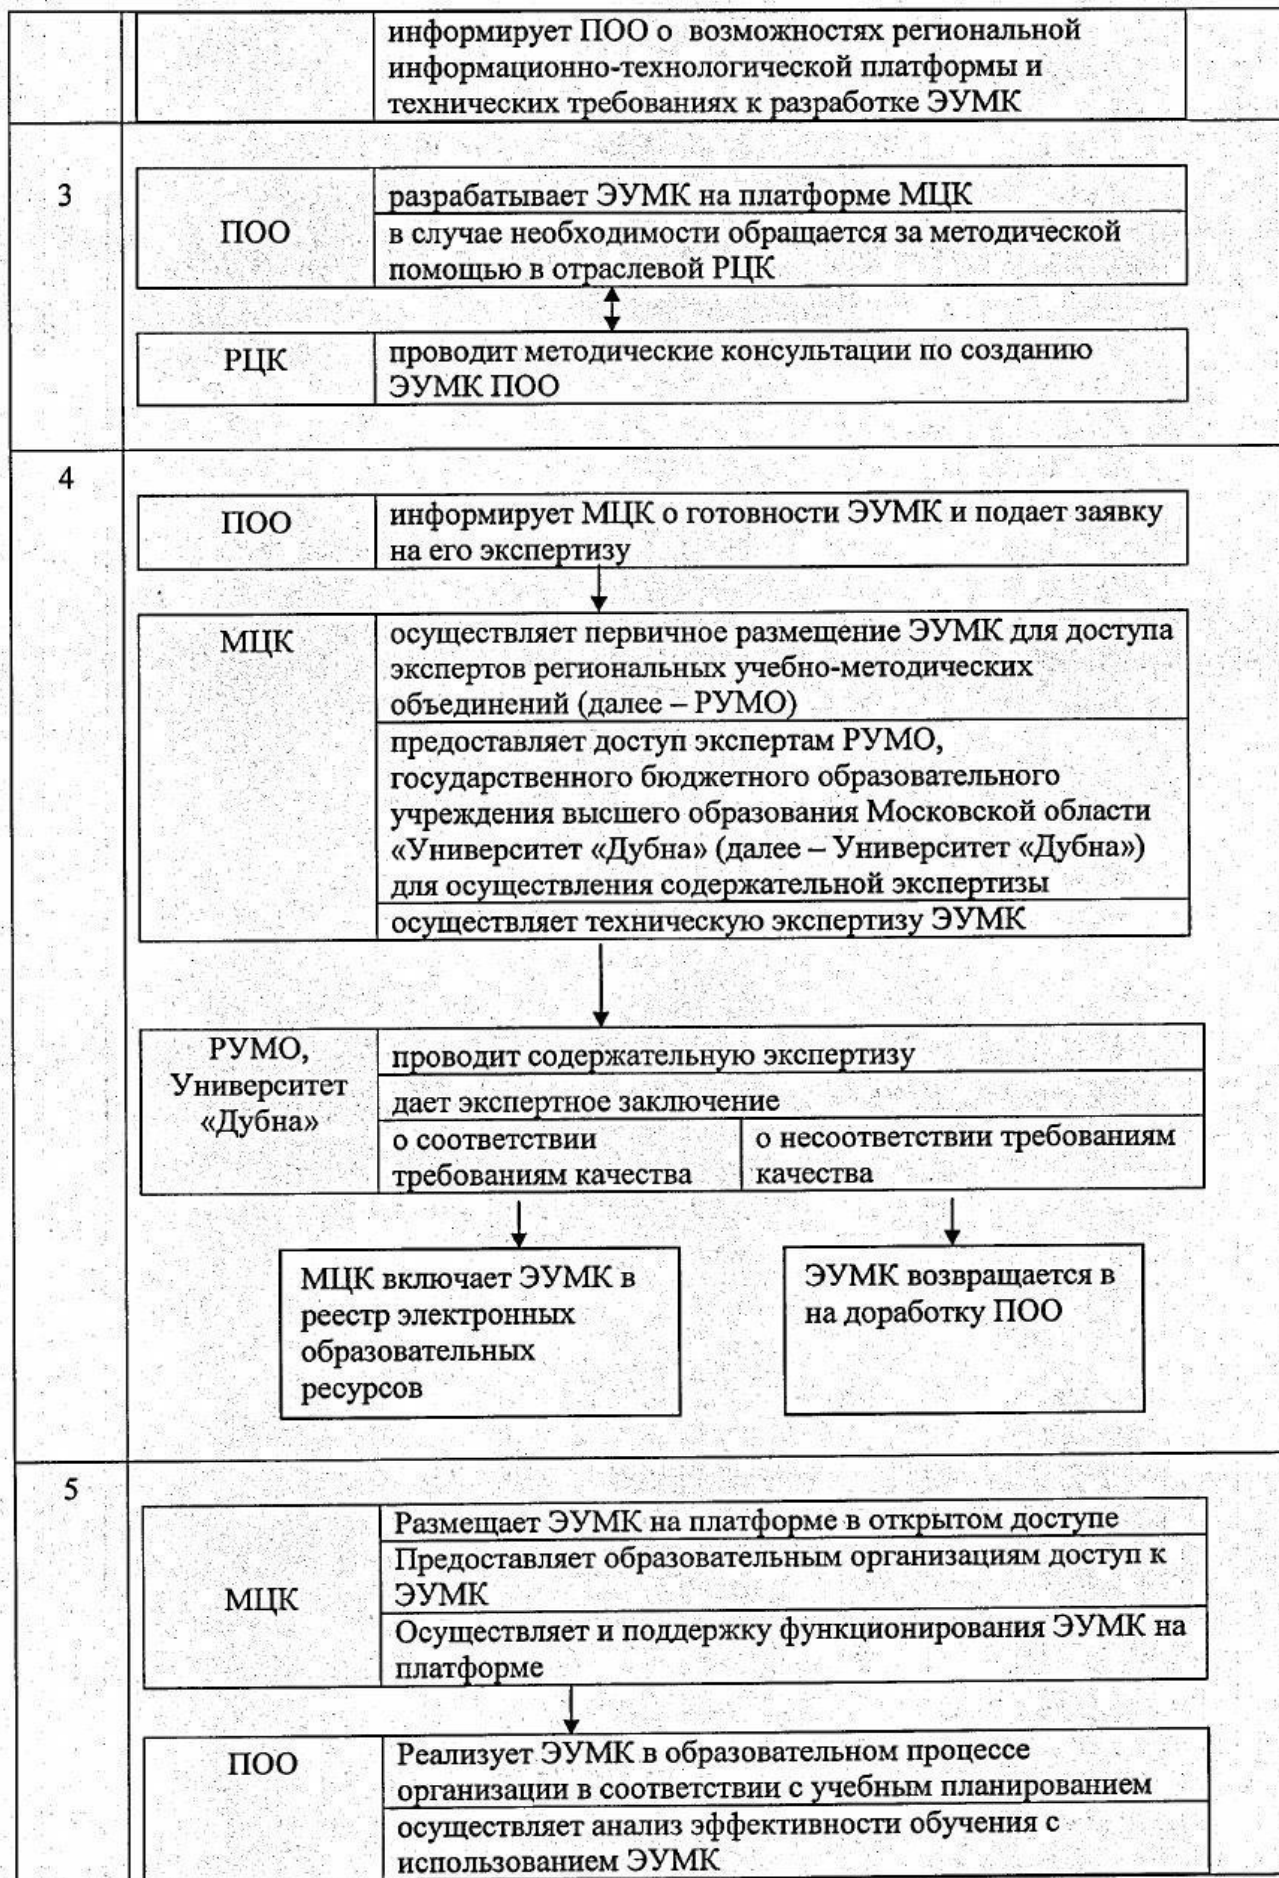 информирует ПОО о возможностях региональной
информационно-технологической платформы и
технических требованиях к разработке ЭУМК
3
ПОО
разрабатывает ЭУМК на платформе МЦК
в случае необходимости обращается за методической
помощью в отраслевой РЦК
РЦК
проводит методические консультации по созданию
ЭУМК ПОО
4
ПОО
информирует МЦК о готовности ЭУМК и подает заявку
на его экспертизу
МЦК
осуществляет первичное размещение ЭУМК для доступа
экспертов региональных учебно-методических
объединений (далее – РУМО)
предоставляет доступ экспертам РУМО,
государственного бюджетного образовательного
учреждения высшего образования Московской области
«Университет «Дубна» (далее – Университет «Дубна»)
для осуществления содержательной экспертизы
осуществляет техническую экспертизу ЭУМК
РУМО,
Университет
«Дубна»
проводит содержательную экспертизу
дает экспертное заключение
о соответствии
требованиям качества
о несоответствии требованиям
качества
МЦК включает ЭУМК в
реестр электронных
образовательных
ресурсов
ЭУМК возвращается в
на доработку ПОО
5
МЦК
Размещает ЭУМК на платформе в открытом доступе
Предоставляет образовательным организациям доступ к
ЭУМК
Осуществляет и поддержку функционирования ЭУМК на
платформе
ПОО
Реализует ЭУМК в образовательном процессе
организации в соответствии с учебным планированием
осуществляет анализ эффективности обучения с
использованием ЭУМК